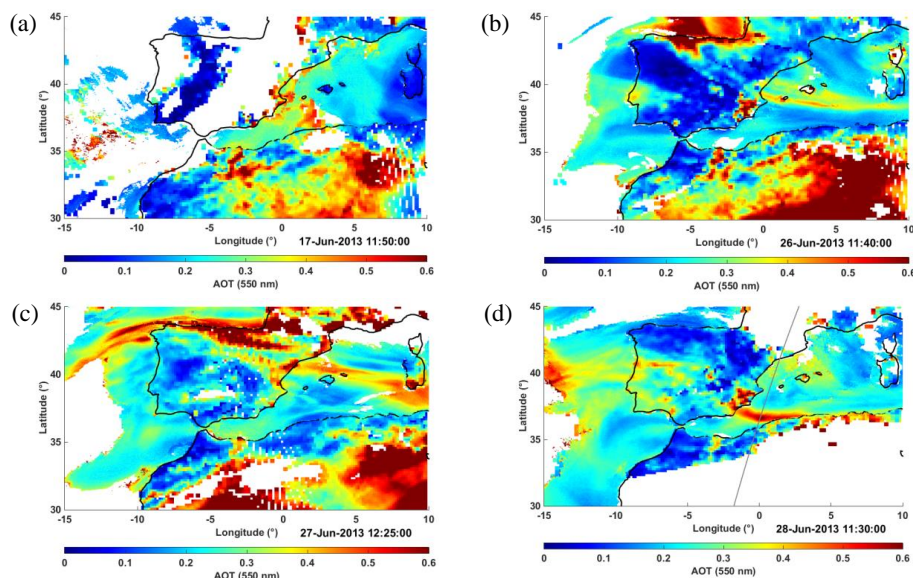 (a)
45
40
35
30
Latitude (°)
-15 -10 -5 0 5 10
Longitude (°) 17-Jun-2013 11:50:00
0 0.1 0.2 0.3 0.4 0.5 0.6
AOT (550 nm)
(b)
45
40
35
30
Latitude (°)
-15 -10 -5 0 5 10
Longitude (°) 26-Jun-2013 11:40:00
0 0.1 0.2 0.3 0.4 0.5 0.6
AOT (550 nm)
(c)
45
40
35
30
Latitude (°)
-15 -10 -5 0 5 10
Longitude (°) 27-Jun-2013 12:25:00
0 0.1 0.2 0.3 0.4 0.5 0.6
AOT (550 nm)
(d)
45
40
35
30
Latitude (°)
-15 -10 -5 0 5 10
Longitude (°) 28-Jun-2013 11:30:00
0 0.1 0.2 0.3 0.4 0.5 0.6
AOT (550 nm)